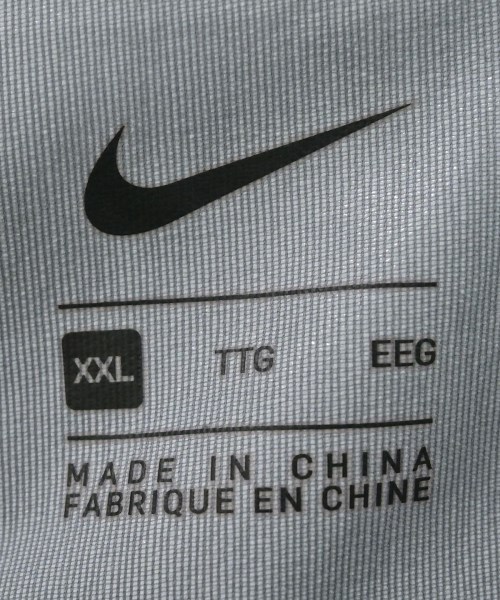 XXL TTG EEG
MADE IN CHINA
FABRIQUE EN CHINE